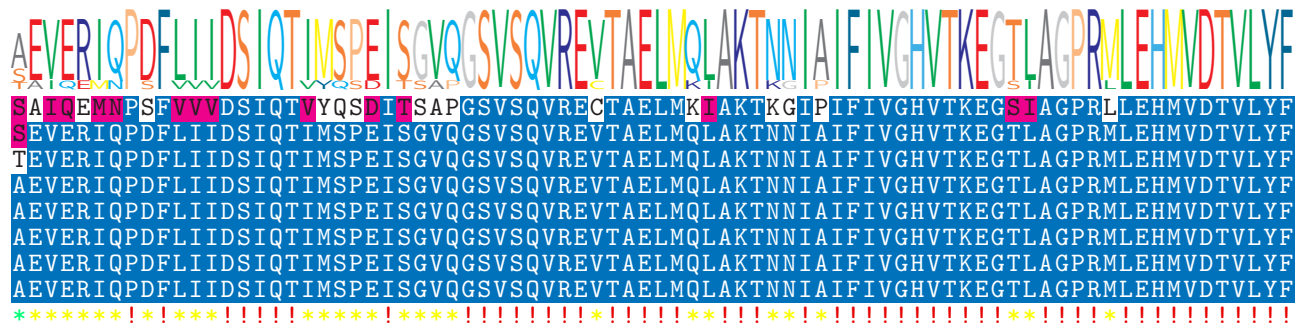 AEVERIQPDFLIIDSIQTIMSPEISGVQGSVSQVREVTAELMQLAKTNNIAIFIVGHVTKEGTLAGPRMLEHMVDTVLYF
SAIQEMNPSFVVVDSIQTVYQSDITSAPGSVSQVRECTAELMKIAKTKGIPIFIVGHVTKEGSIAGPRLLEHMVDTVLYF
SEVERIQPDFLIIDSIQTIMSPEISGVQGSVSQVREVTAELMQLAKTNNIAIFIVGHVTKEGTLAGPRMLEHMVDTVLYF
TEVERIQPDFLIIDSIQTIMSPEISGVQGSVSQVREVTAELMQLAKTNNIAIFIVGHVTKEGTLAGPRMLEHMVDTVLYF
AEVERIQPDFLIIDSIQTIMSPEISGVQGSVSQVREVTAELMQLAKTNNIAIFIVGHVTKEGTLAGPRMLEHMVDTVLYF
AEVERIQPDFLIIDSIQTIMSPEISGVQGSVSQVREVTAELMQLAKTNNIAIFIVGHVTKEGTLAGPRMLEHMVDTVLYF
AEVERIQPDFLIIDSIQTIMSPEISGVQGSVSQVREVTAELMQLAKTNNIAIFIVGHVTKEGTLAGPRMLEHMVDTVLYF
AEVERIQPDFLIIDSIQTIMSPEISGVQGSVSQVREVTAELMQLAKTNNIAIFIVGHVTKEGTLAGPRMLEHMVDTVLYF
AEVERIQPDFLIIDSIQTIMSPEISGVQGSVSQVREVTAELMQLAKTNNIAIFIVGHVTKEGTLAGPRMLEHMVDTVLYF
*******!*!***!!!!!*****!****!!!!!!!!*!!!!!**!!!**!*!!!!!!!!!!!**!!!!*!!!!!!!!!!!